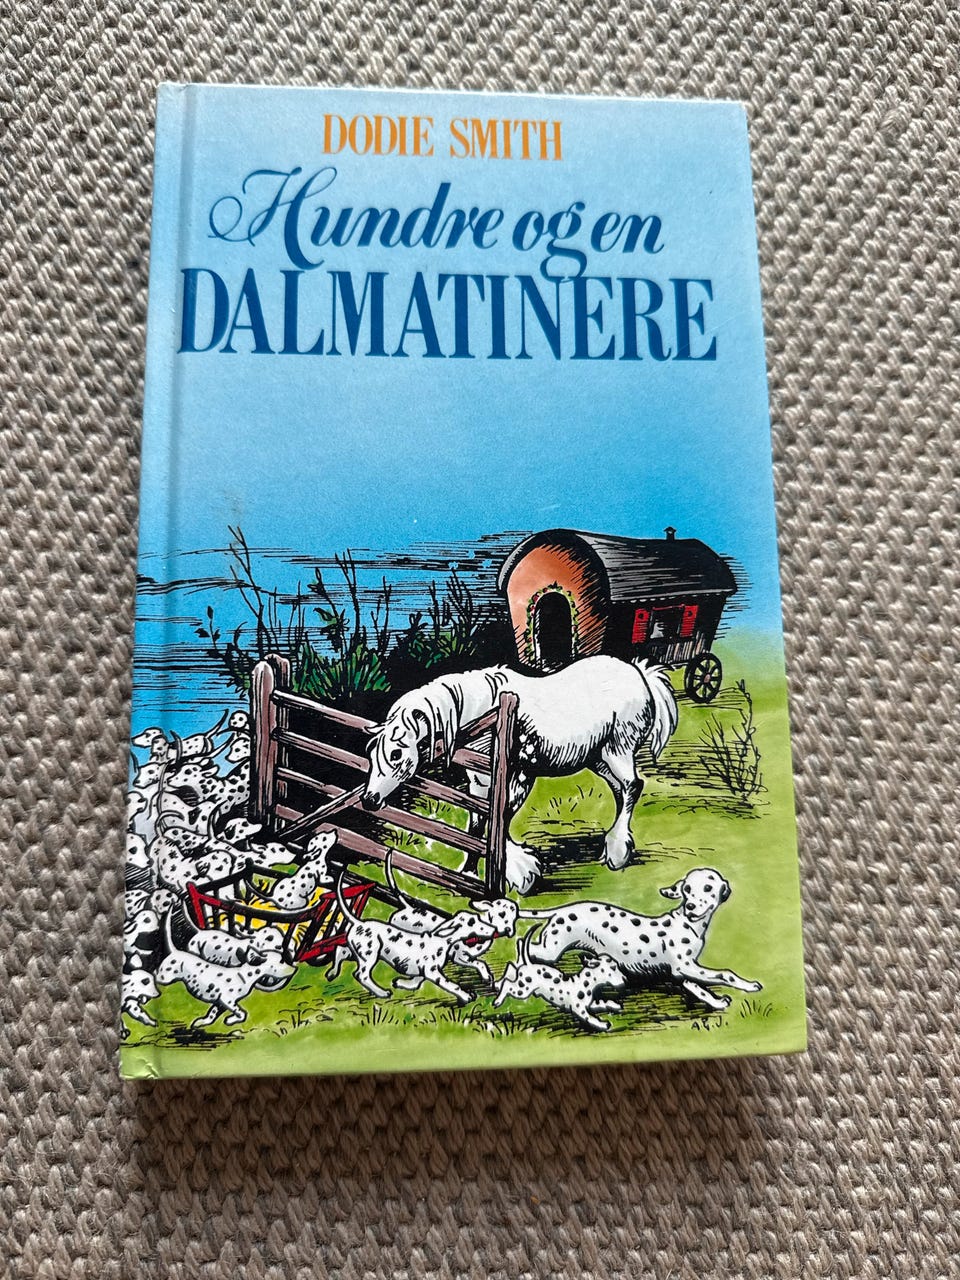 DODIE SMITH
Hundre og en
DALMATINERE
A.G.J.